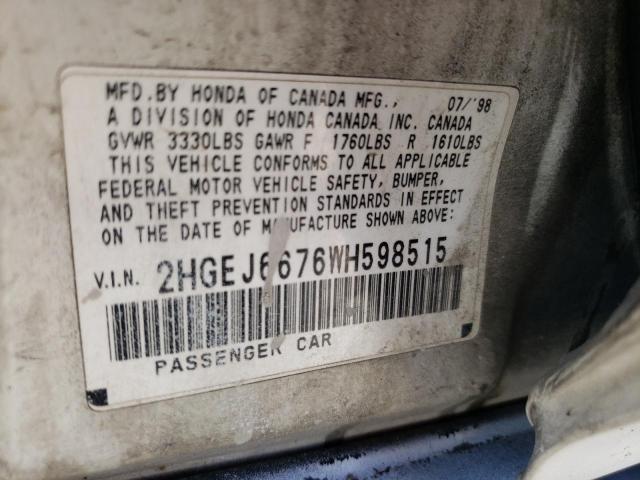 MFD.BY HONDA OF CANADA MFG., 07/'98
A DIVISION OF HONDA CANADA INC. CANADA
GVWR 3330LBS GAWR F 1760LBS R 1610LBS
THIS VEHICLE CONFORMS TO ALL APPLICABLE
FEDERAL MOTOR VEHICLE SAFETY, BUMPER,
AND THEFT PREVENTION STANDARDS IN EFFECT
ON THE DATE OF MANUFACTURE SHOWN ABOVE:
V.I.N. 2HGEJ6676WH598515
PASSENGER CAR